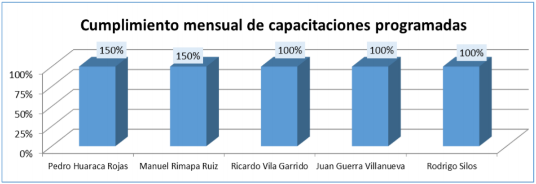 Cumplimiento mensual de capacitaciones programadas
150%
150%
100%
100%
100%
100%
75%
50%
25%
0%
Pedro Huaraca Rojas
Manuel Rimapa Ruiz
Ricardo Vila Garrido
Juan Guerra Villanueva
Rodrigo Silos